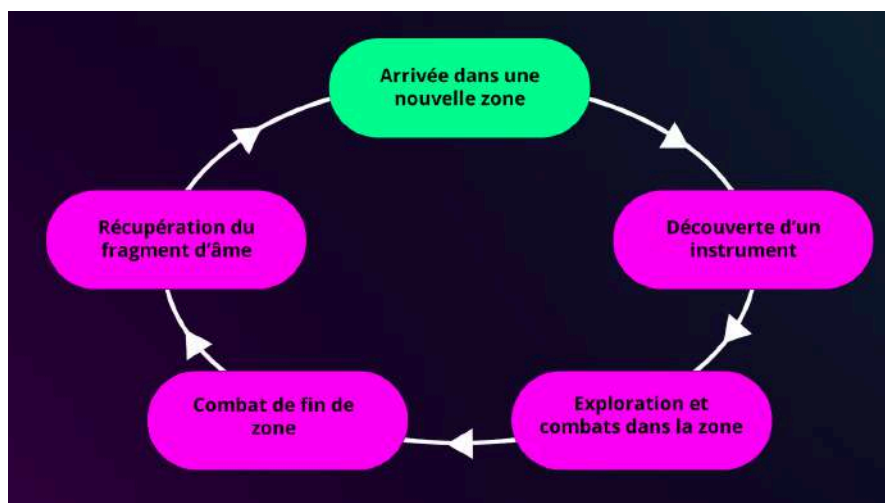 Arrivée dans une
nouvelle zone
Découverte d'un
instrument
Exploration et
combats dans la zone
Combat de fin de
zone
Récupération du
fragment d'âme